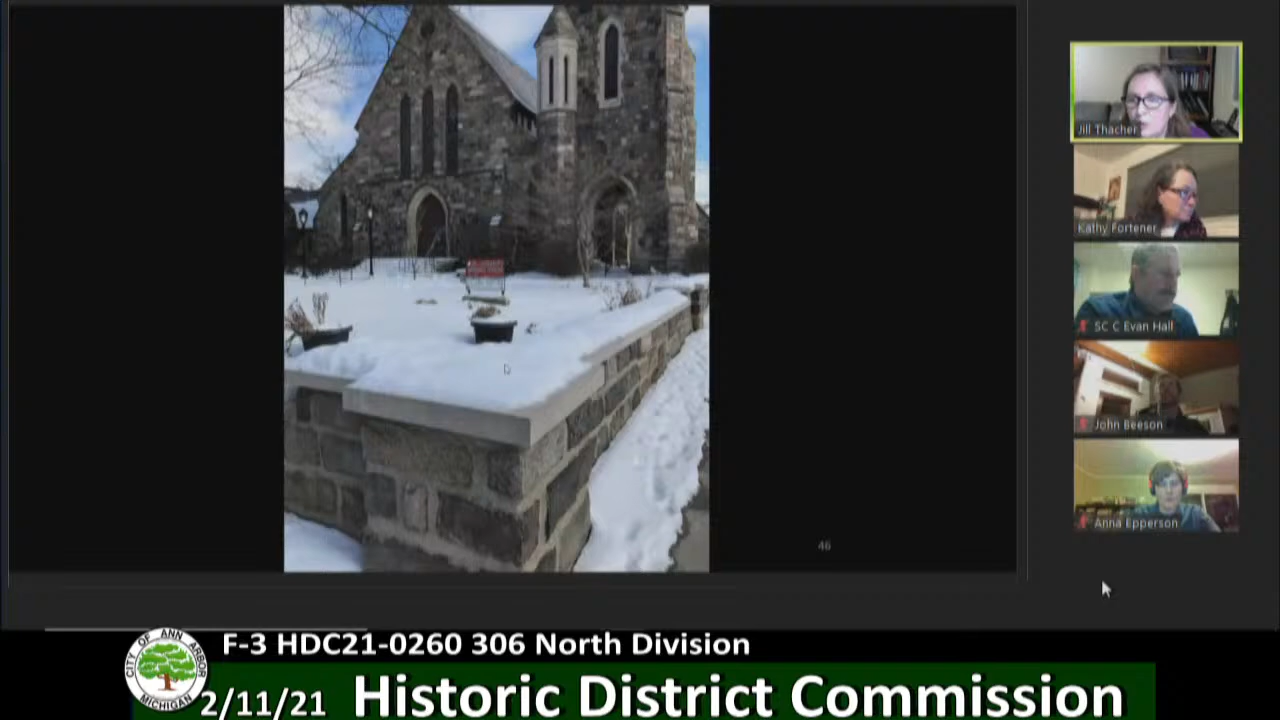 Jill Thacher
Kathy Fortener
SC C Evan Hall
John Beeson
Anna Epperson
46
F-3 HDC21-0260 306 North Division
CITY OF ANN ARBOR
MICHIGAN
2/11/21 Historic District Commission